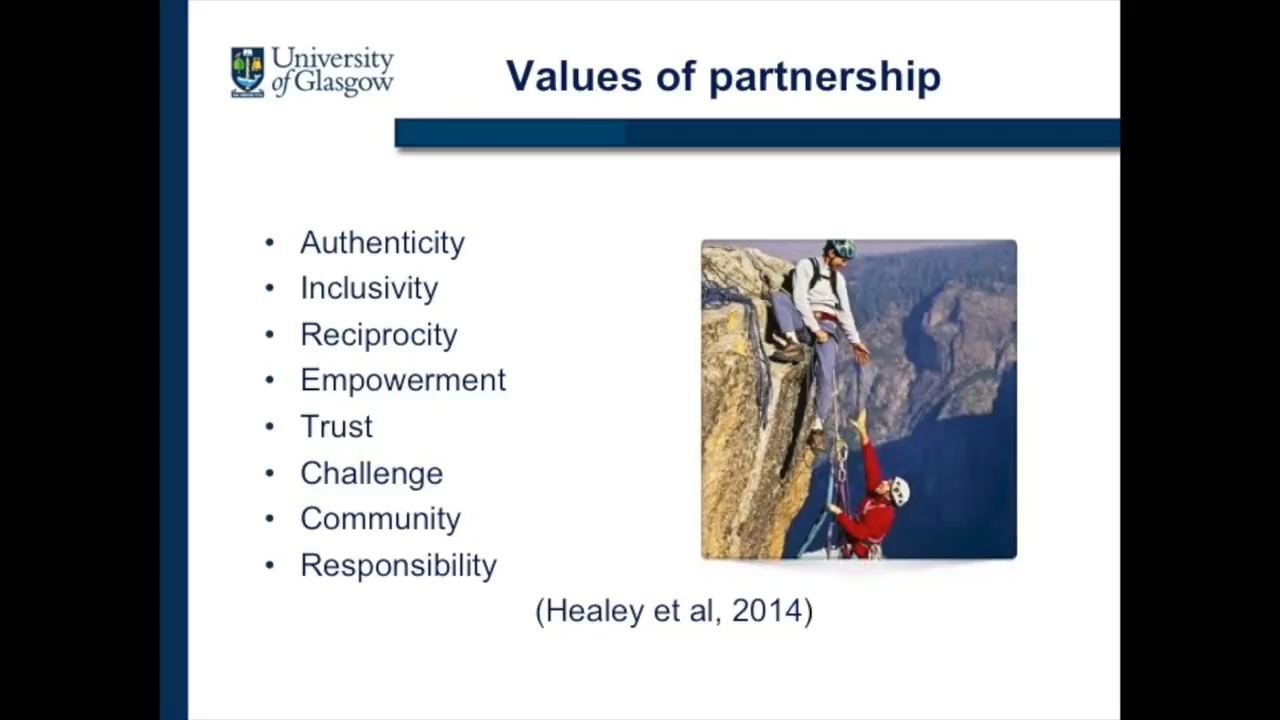 University
of Glasgow
Values of partnership
• Authenticity
• Inclusivity
• Reciprocity
• Empowerment
• Trust
• Challenge
• Community
• Responsibility
(Healey et al, 2014)